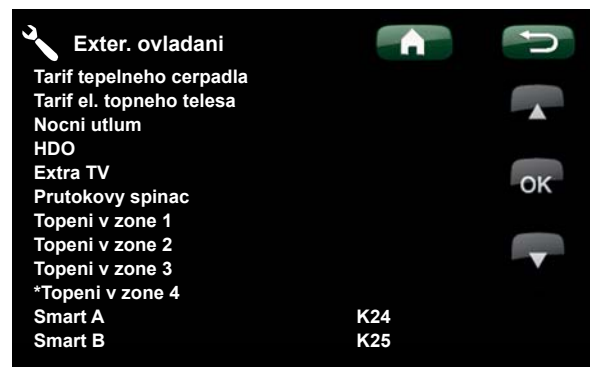 Exter. ovladani
Tarif tepelneho cerpadla
Tarif el. topneho telesa
Nocni utlum
HDO
Extra TV
OK
Prutokovy spinac
Topeni v zone 1
Topeni v zone 2
Topeni v zone 3
*Topeni v zone 4
Smart A K24
Smart B K25